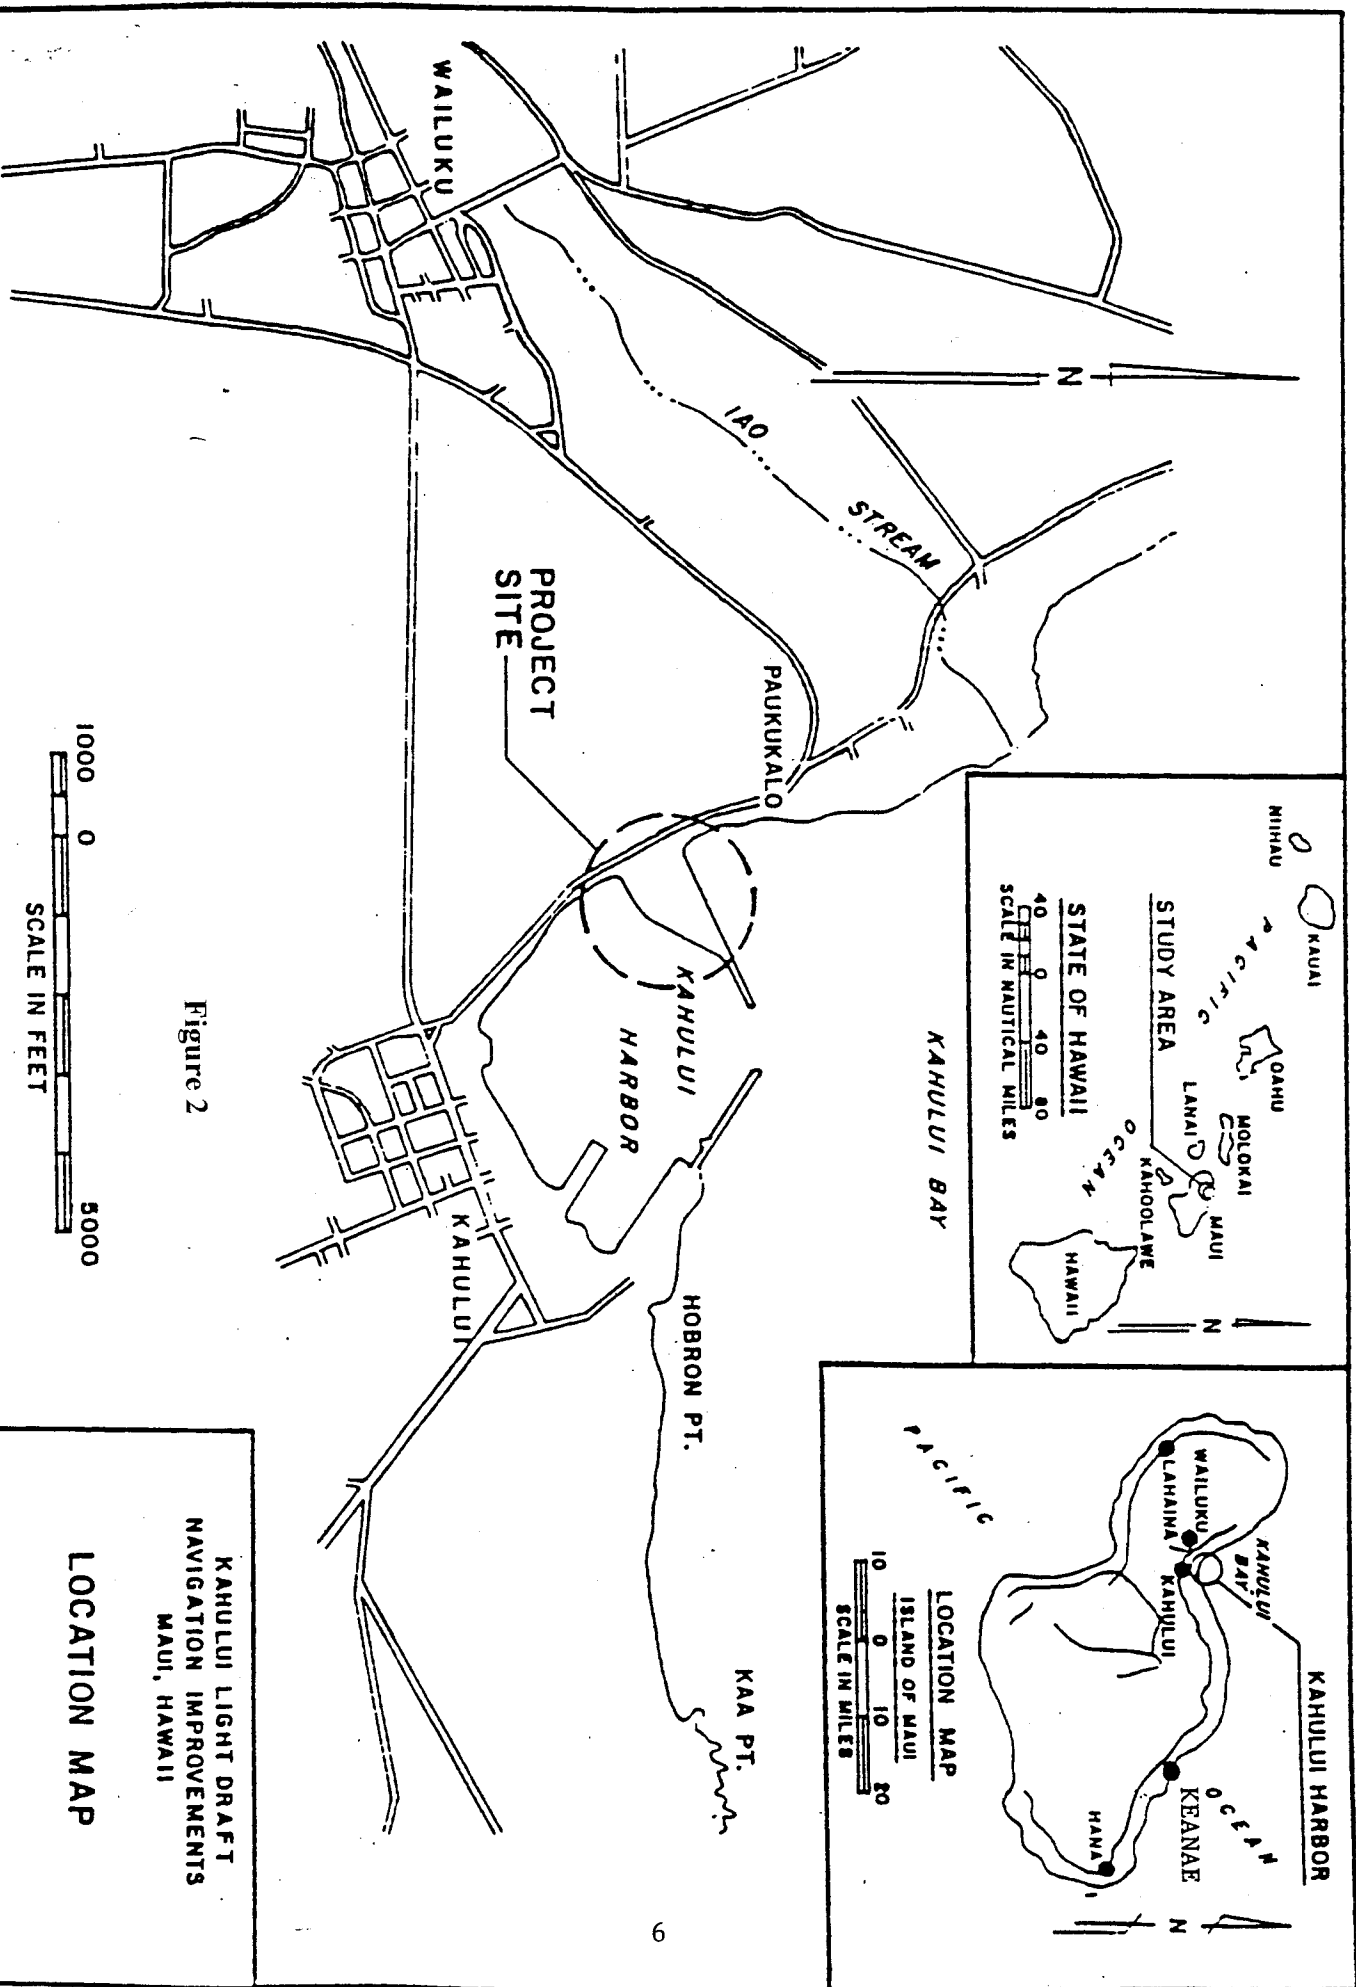 NIIHAU
KAUAI
OAHU
MOLOKAI
LANAI
MAUI
KAHOOLAWE
HAWAII
PACIFIC
OCEAN
STUDY AREA
STATE OF HAWAII
40 0 40 80
SCALE IN NAUTICAL MILES
N
KAHULUI HARBOR
KAHULUI
BAY
WAILUKU
LAHAINA
KAHULUI
KEANAE
HANA
PACIFIC
OCEAN
LOCATION MAP
ISLAND OF MAUI
10 0 10 20
SCALE IN MILES
N
N
WAILUKU
IAO
STREAM
PAUKUKALO
PROJECT
SITE
KAHULUI BAY
KAHULUI
HARBOR
HOBRON PT.
KAA PT.
KAHULUI
Figure 2
1000 0 5000
SCALE IN FEET
KAHULUI LIGHT DRAFT
NAVIGATION IMPROVEMENTS
MAUI, HAWAII
LOCATION MAP
6